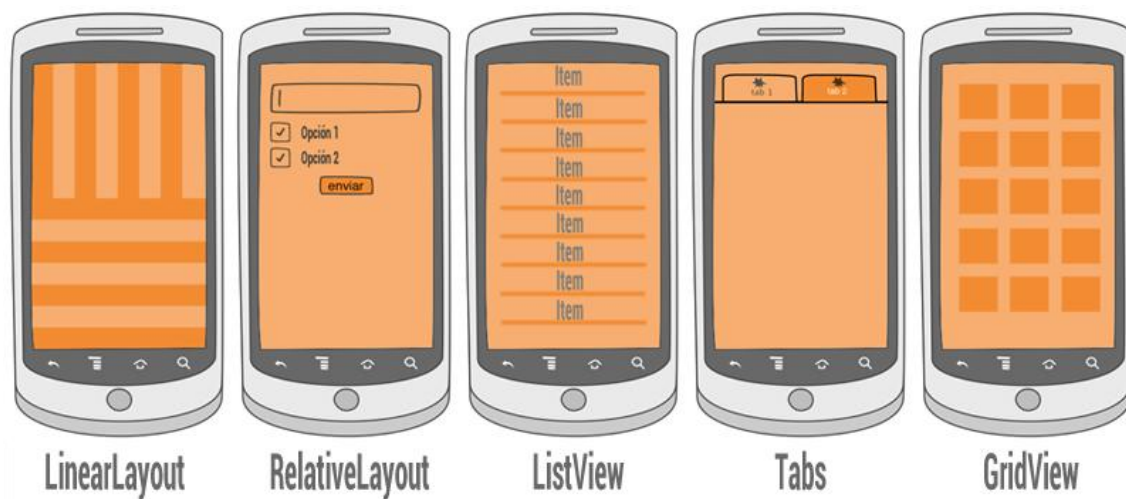 Opción 1
Opción 2
enviar
Item
Item
Item
Item
Item
Item
Item
Item
Item
tab 1
tab 2
LinearLayout
RelativeLayout
ListView
Tabs
GridView